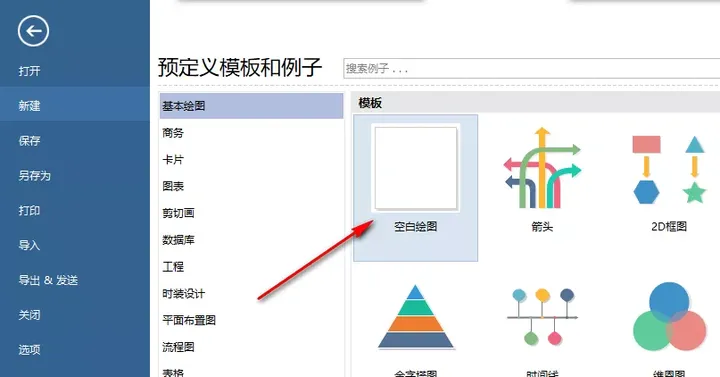 打开
新建
保存
另存为
打印
导入
导出 & 发送
关闭
选项
预定义模板和例子
搜索例子 . . .
基本绘图
商务
卡片
图表
剪切画
数据库
工程
时装设计
平面布置图
流程图
表格
模板
空白绘图
箭头
2D框图
金字塔图
时间线
维恩图